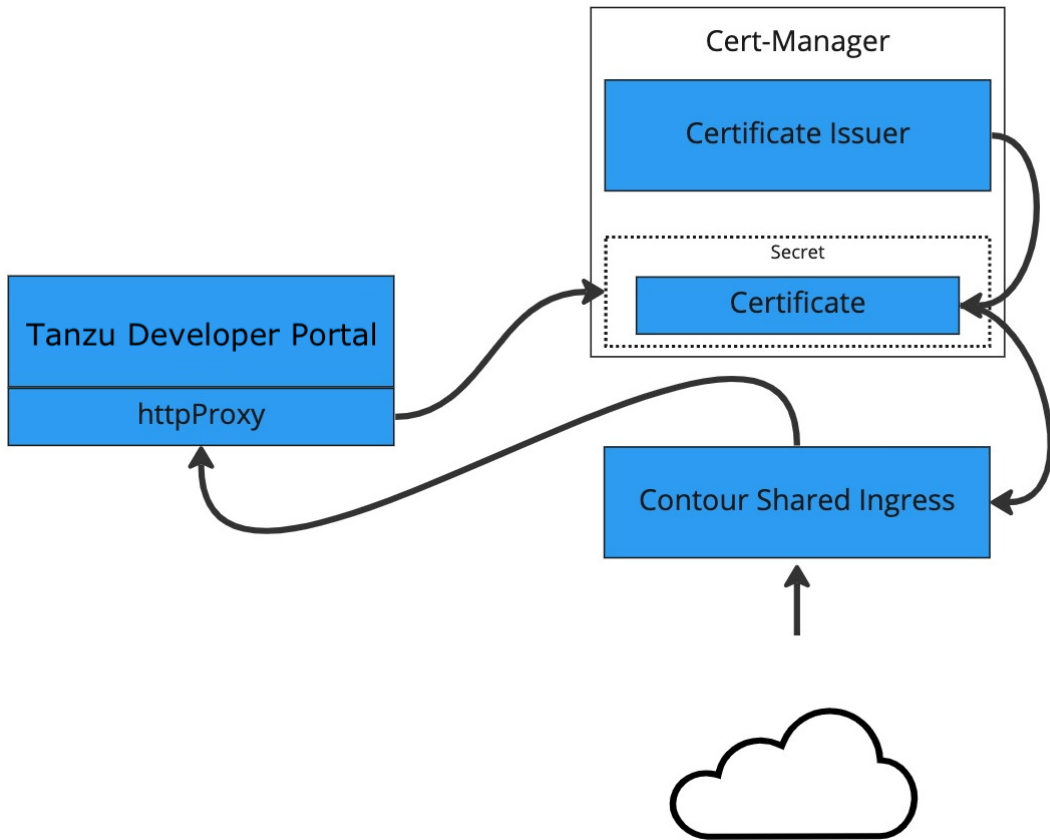 Cert-Manager
Certificate Issuer
Secret
Certificate
Tanzu Developer Portal
httpProxy
Contour Shared Ingress